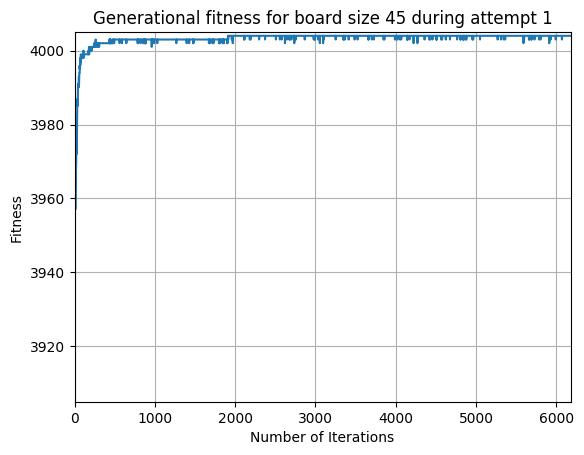 Generational fitness for board size 45 during attempt 1
4000
3980
3960
3940
3920
Fitness
0 1000 2000 3000 4000 5000 6000
Number of Iterations